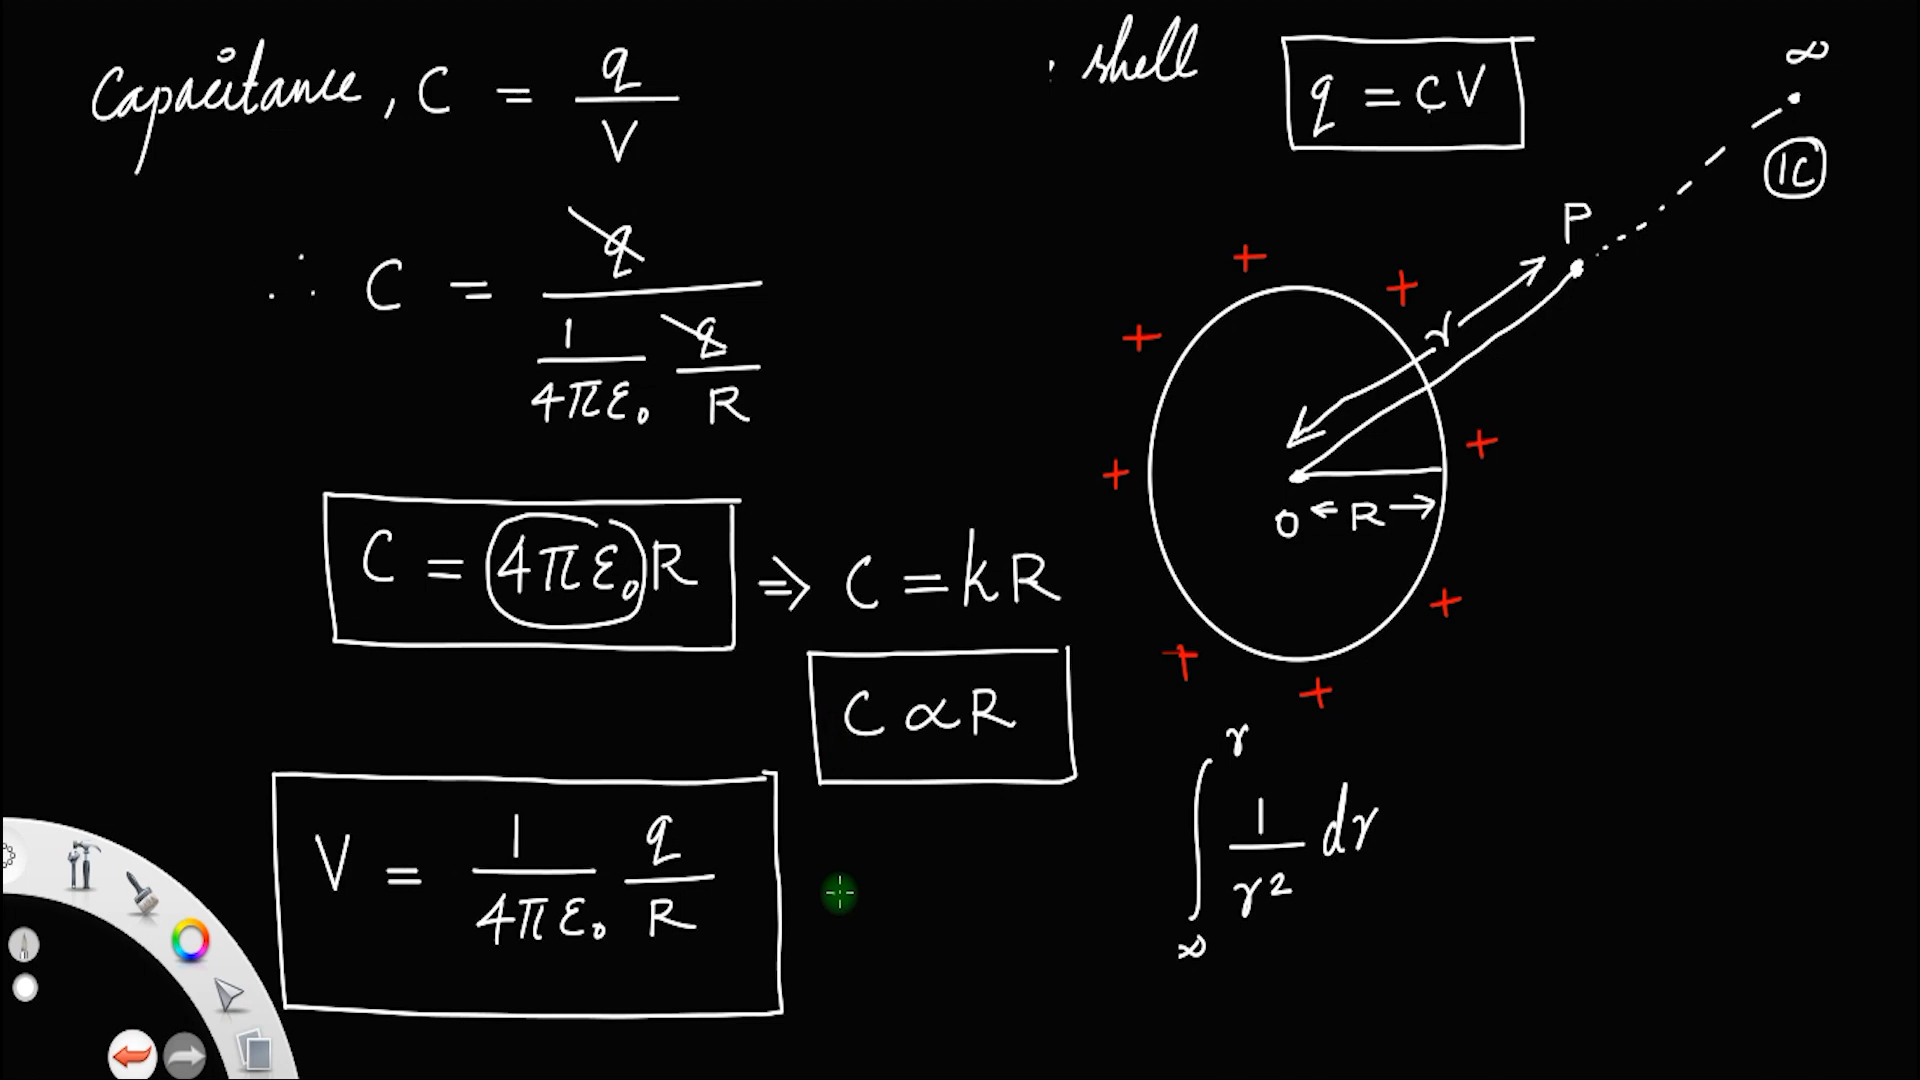 Capacitance, C = q/V
∴ C = q / (1/4πε₀ q/R)
C = 4πε₀R ⇒ C = kR
C ∝ R
V = 1/4πε₀ q/R
: shell
q = CV
∞
1C
P
r
O ← R →
∫_∞^r 1/r² dr